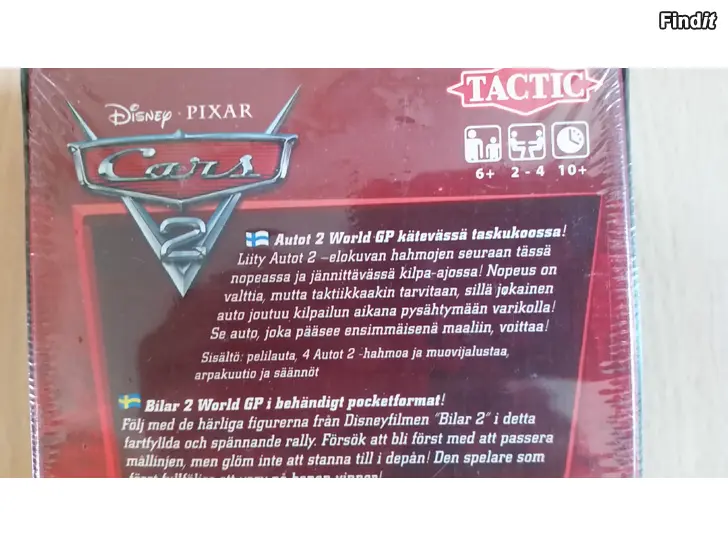 Findit
TACTIC
Disney · PIXAR
Cars
2
6+ 2 - 4 10+
Autot 2 World GP kätevässä taskukoossa!
Liity Autot 2 –elokuvan hahmojen seuraan tässä
nopeassa ja jännittävässä kilpa-ajossa! Nopeus on
valttia, mutta taktiikkaakin tarvitaan, sillä jokainen
auto joutuu kilpailun aikana pysähtymään varikolla!
Se auto, joka pääsee ensimmäisenä maaliin, voittaa!
Sisältö: pelilauta, 4 Autot 2 -hahmoa ja muovijalustaa,
arpakuutio ja säännöt
Bilar 2 World GP i behändigt pocketformat!
Följ med de härliga figurerna från Disneyfilmen "Bilar 2" i detta
fartfyllda och spännande rally. Försök att bli först med att passera
mållinjen, men glöm inte att stanna till i depån! Den spelare som